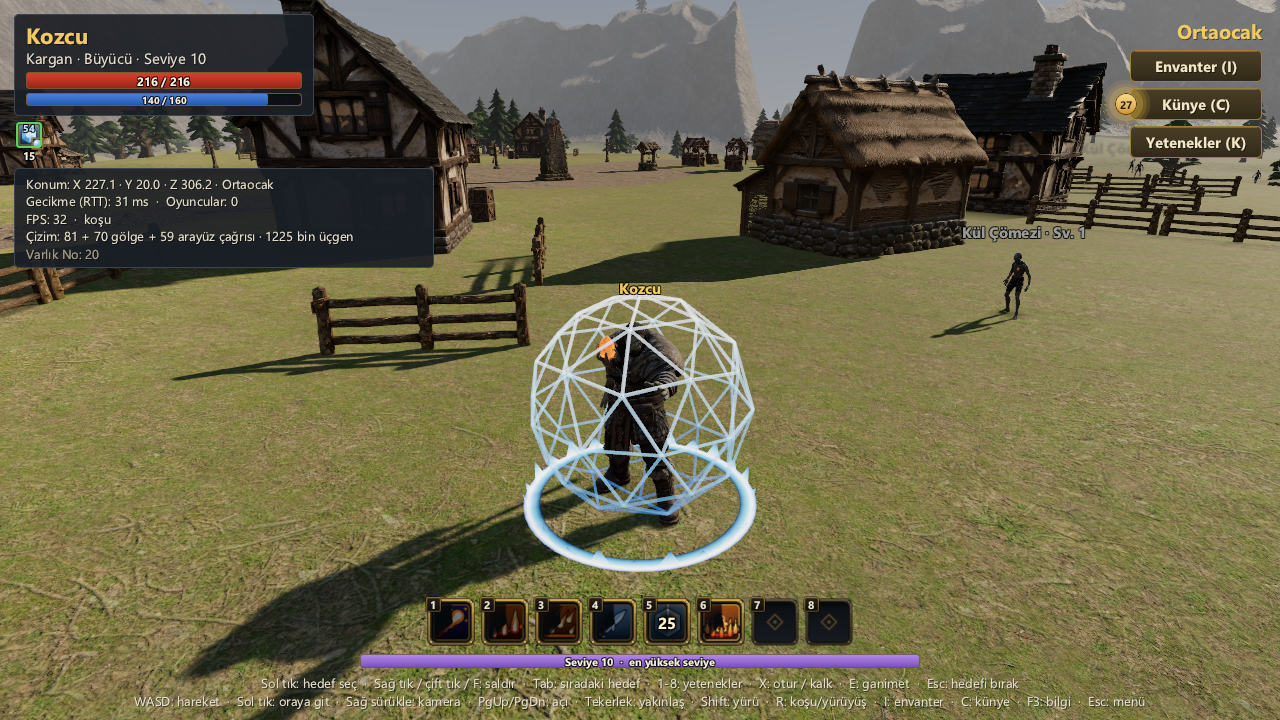 Kozcu
Kargan · Büyücü · Seviye 10
216 / 216
140 / 160
54
15
Konum: X 227.1 · Y 20.0 · Z 306.2 · Ortaocak
Gecikme (RTT): 31 ms · Oyuncular: 0
FPS: 32 · koşu
Çizim: 81 + 70 gölge + 59 arayüz çağrısı · 1225 bin üçgen
Varlık No: 20
Ortaocak
Envanter (I)
27
Künye (C)
Yetenekler (K)
Kül Çömezi · Sv. 1
Kozcu
1 2 3 4 5 6 7 8
25
Seviye 10 · en yüksek seviye
Sol tık: hedef seç · Sağ tık / çift tık / F: saldır · Tab: sıradaki hedef · 1-8: yetenekler · X: otur / kalk · E: ganimet · Esc: hedefi bırak
WASD: hareket · Sol tık: oraya git · Sağ sürükle: kamera · PgUp/PgDn: açı · Tekerlek: yakınlaş · Shift: yürü · R: koşu/yürüyüş · I: envanter · C: künye · F3: bilgi · Esc: menü